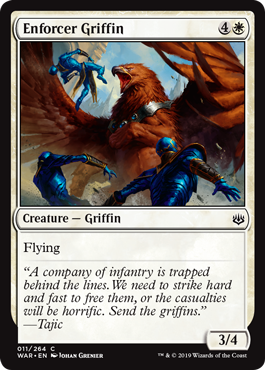 Enforcer Griffin 4
Creature — Griffin
Flying
“A company of infantry is trapped
behind the lines. We need to strike hard
and fast to free them, or the casualties
will be horrific. Send the griffins.”
—Tajic
3/4
011/264 C
WAR • EN Johan Grenier
™ & © 2019 Wizards of the Coast